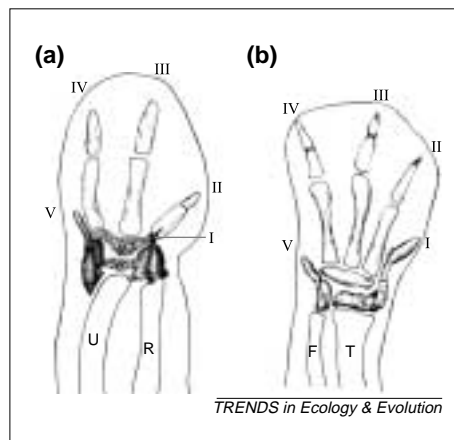 (a)
(b)
III
IV
II
V
I
U
R
III
IV
II
V
I
F
T
TRENDS in Ecology & Evolution